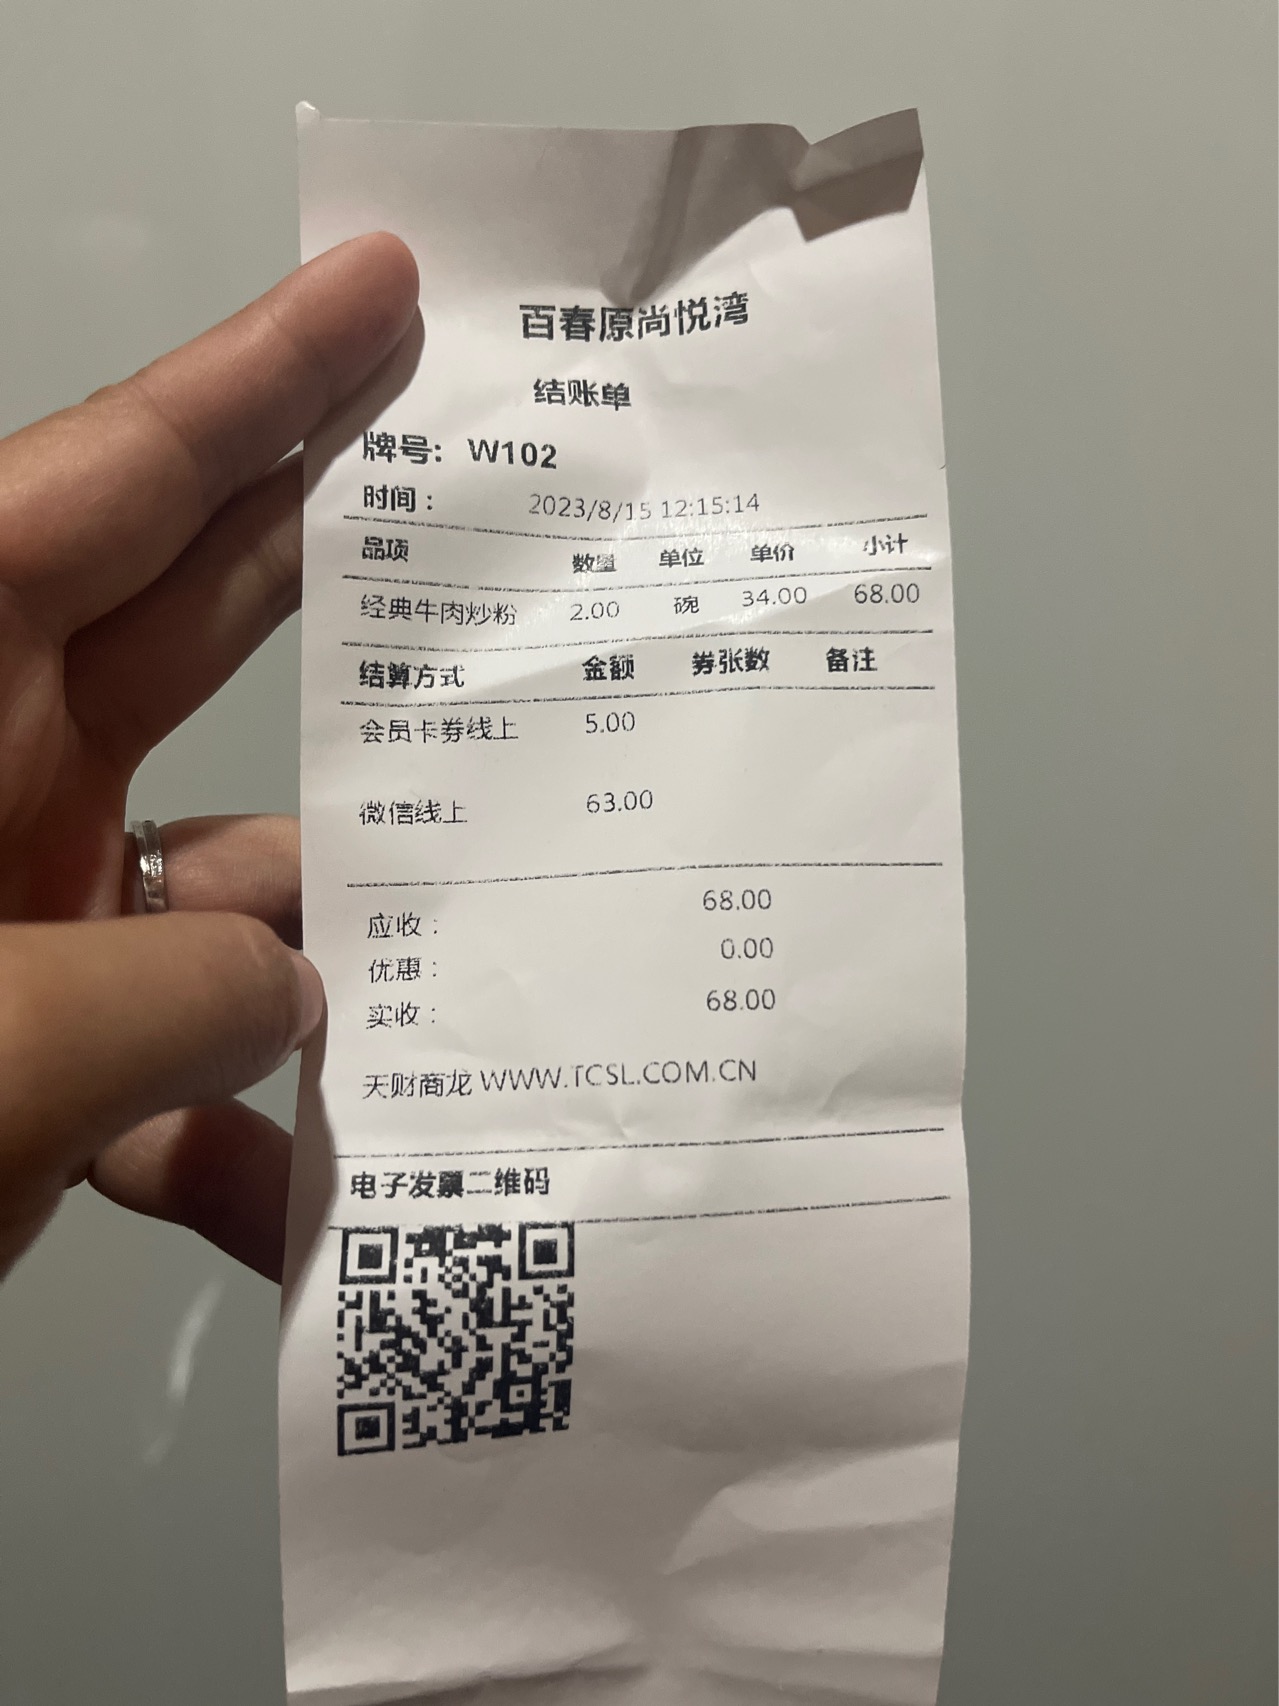 百春原尚悦湾
结账单
牌号: W102
时间: 2023/8/15 12:15:14
品项 数量 单位 单价 小计
经典牛肉炒粉 2.00 碗 34.00 68.00
结算方式 金额 券张数 备注
会员卡券线上 5.00
微信线上 63.00
应收: 68.00
优惠: 0.00
实收: 68.00
天财商龙 WWW.TCSL.COM.CN
电子发票二维码